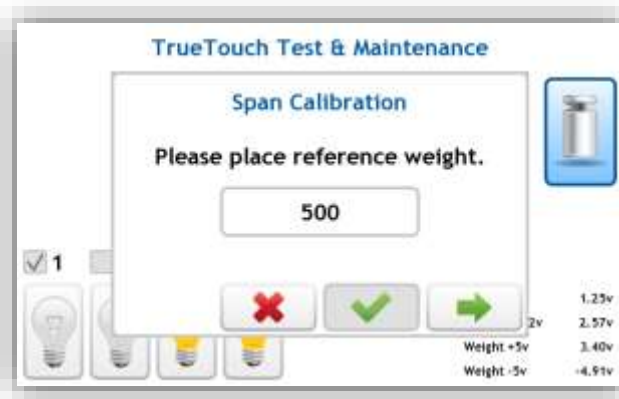 TrueTouch Test & Maintenance
Span Calibration
Please place reference weight.
500
1
1.25v
2v 2.57v
Weight +5v 3.40v
Weight -5v -4.91v